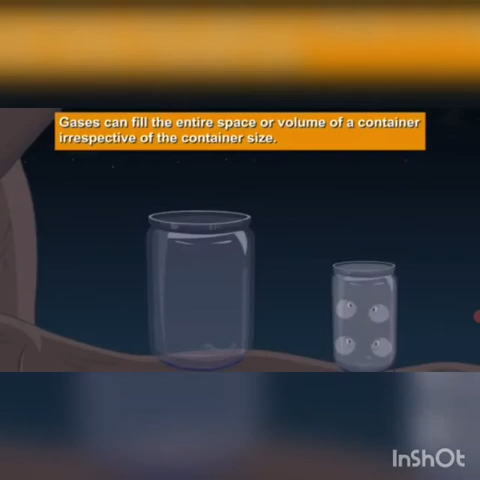 Gases can fill the entire space or volume of a container
irrespective of the container size.
InShOt